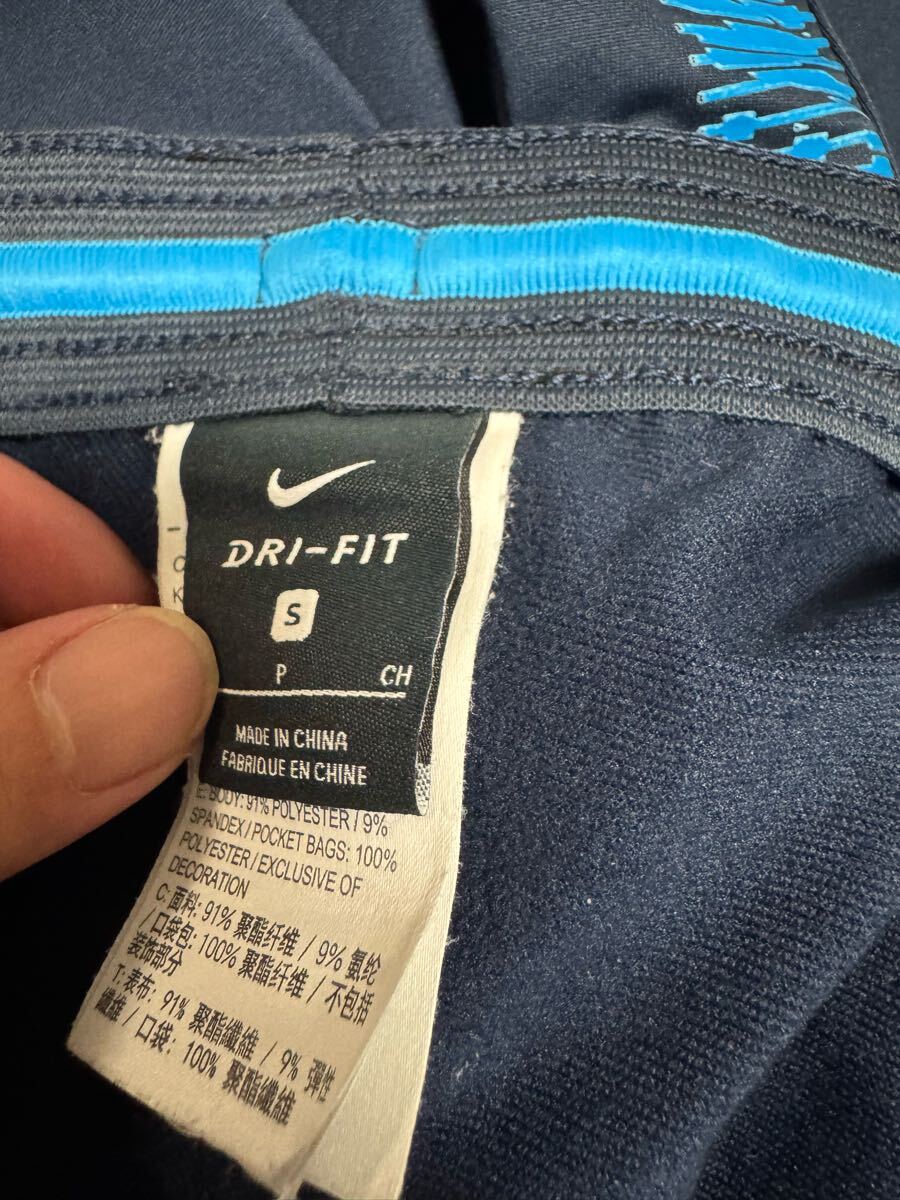 DRI-FIT
S
P CH
MADE IN CHINA
FABRIQUE EN CHINE
E: BODY: 91% POLYESTER / 9%
SPANDEX / POCKET BAGS: 100%
POLYESTER / EXCLUSIVE OF
DECORATION
C: 面料: 91% 聚酯纤维 / 9% 氨纶
/ 口袋包: 100% 聚酯纤维 / 不包括
装饰部分
T: 表布: 91% 聚酯纖維 / 9% 彈性
纖維 / 口袋: 100% 聚酯纖維